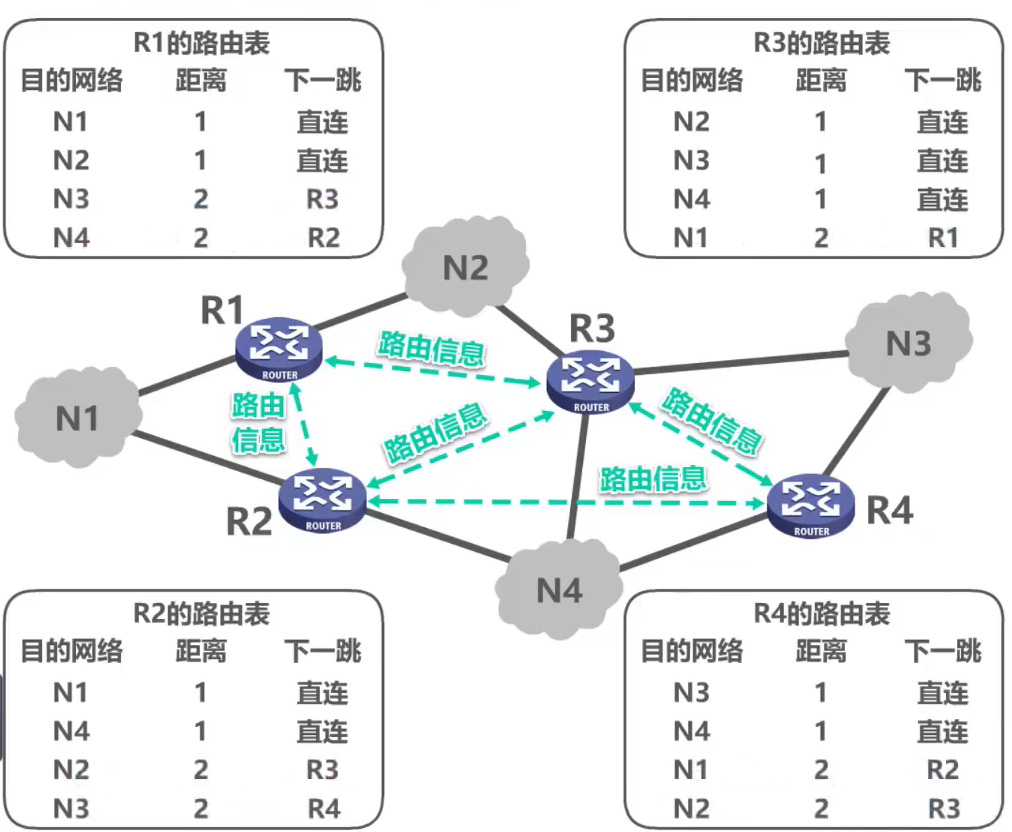 R1的路由表
目的网络 距离 下一跳
N1 1 直连
N2 1 直连
N3 2 R3
N4 2 R2
R3的路由表
目的网络 距离 下一跳
N2 1 直连
N3 1 直连
N4 1 直连
N1 2 R1
N2
R1
R3
N3
路由信息
ROUTER
ROUTER
N1
路由
信息
路由信息
路由信息
路由信息
R2
ROUTER
ROUTER
R4
N4
R2的路由表
目的网络 距离 下一跳
N1 1 直连
N4 1 直连
N2 2 R3
N3 2 R4
R4的路由表
目的网络 距离 下一跳
N3 1 直连
N4 1 直连
N1 2 R2
N2 2 R3